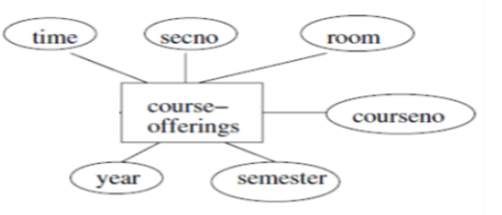 time
secno
room
course–
offerings
courseno
year
semester